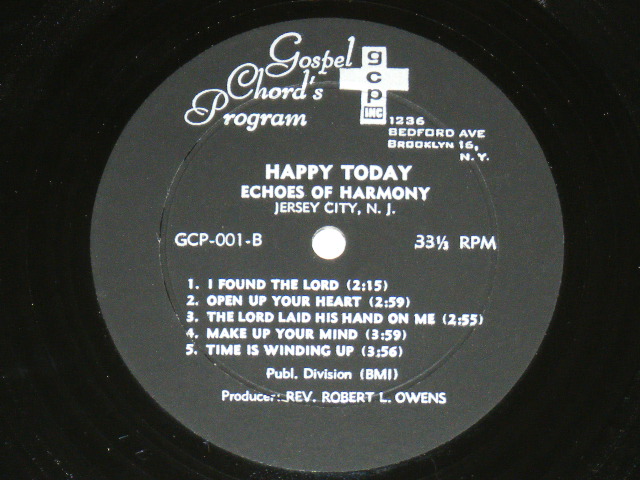 Gospel
Chord's
Program
gcp
INC
1236
BEDFORD AVE
BROOKLYN 16,
N. Y.
HAPPY TODAY
ECHOES OF HARMONY
JERSEY CITY, N. J.
GCP-001-B
33⅓ RPM
1. I FOUND THE LORD (2:15)
2. OPEN UP YOUR HEART (2:59)
3. THE LORD LAID HIS HAND ON ME (2:55)
4. MAKE UP YOUR MIND (3:59)
5. TIME IS WINDING UP (3:56)
Publ. Division (BMI)
Producer: REV. ROBERT L. OWENS